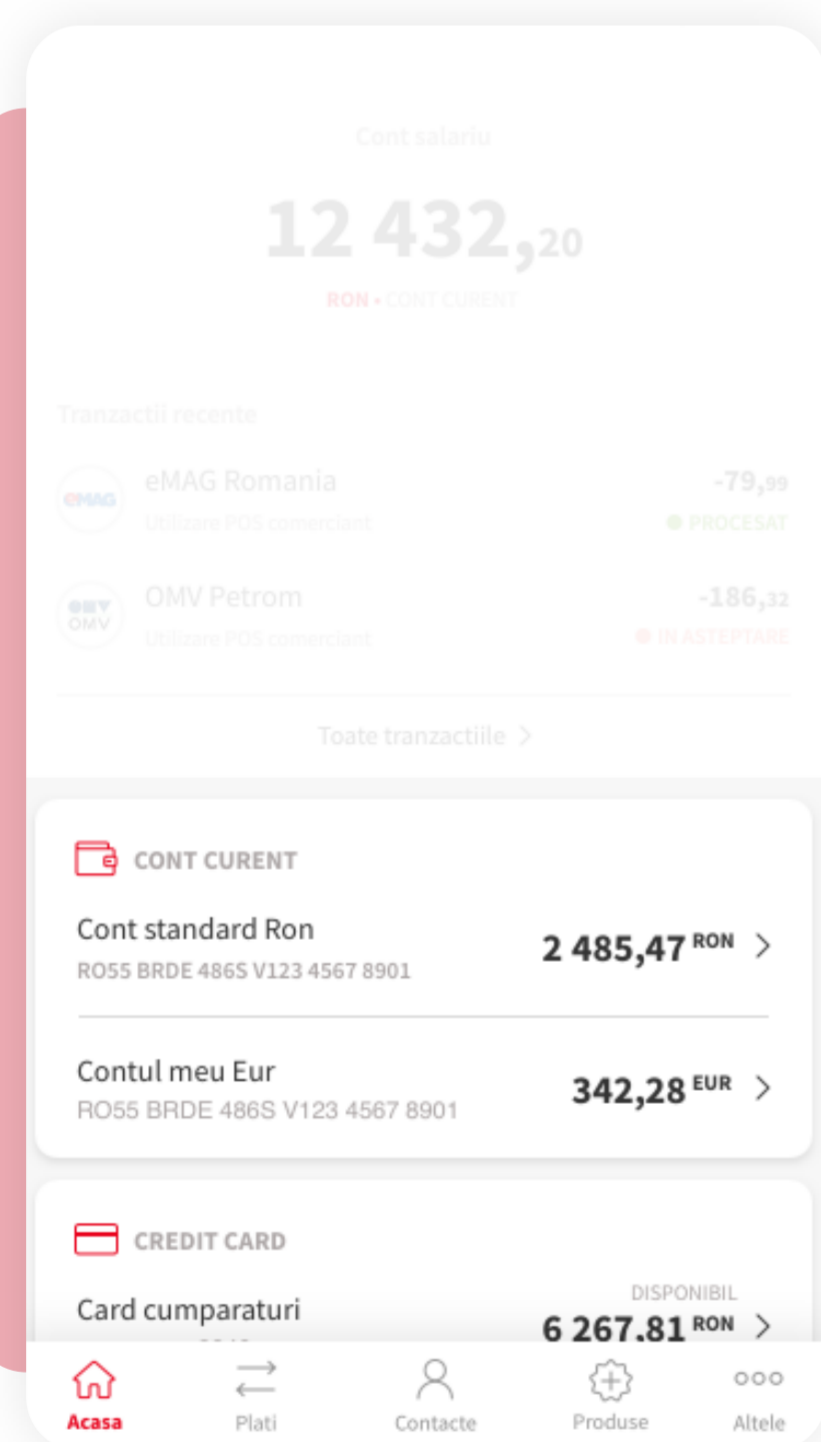 Cont salariu
12 432,20
RON • CONT CURENT
Tranzactii recente
eMAG
eMAG Romania
-79,99
Utilizare POS comerciant
PROCESAT
OMV
OMV Petrom
-186,32
Utilizare POS comerciant
IN ASTEPTARE
Toate tranzactiile
CONT CURENT
Cont standard Ron
2 485,47 RON
RO55 BRDE 486S V123 4567 8901
Contul meu Eur
342,28 EUR
RO55 BRDE 486S V123 4567 8901
CREDIT CARD
DISPONIBIL
Card cumparaturi
6 267,81 RON
Acasa
Plati
Contacte
Produse
Altele